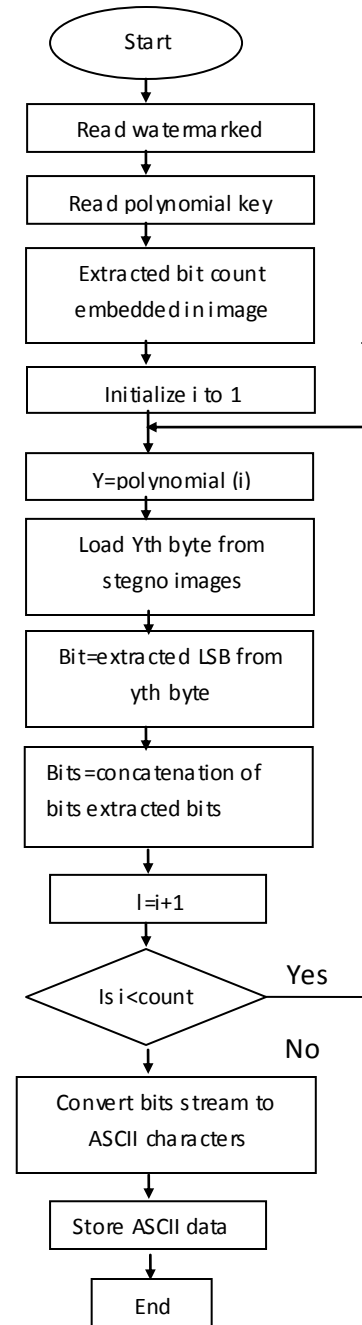 Start
Read watermarked
Read polynomial key
Extracted bit count
embedded in image
Initialize i to 1
Y=polynomial (i)
Load Yth byte from
stegno images
Bit=extracted LSB from
yth byte
Bits=concatenation of
bits extracted bits
I=i+1
Is i<count
Yes
No
Convert bits stream to
ASCII characters
Store ASCII data
End